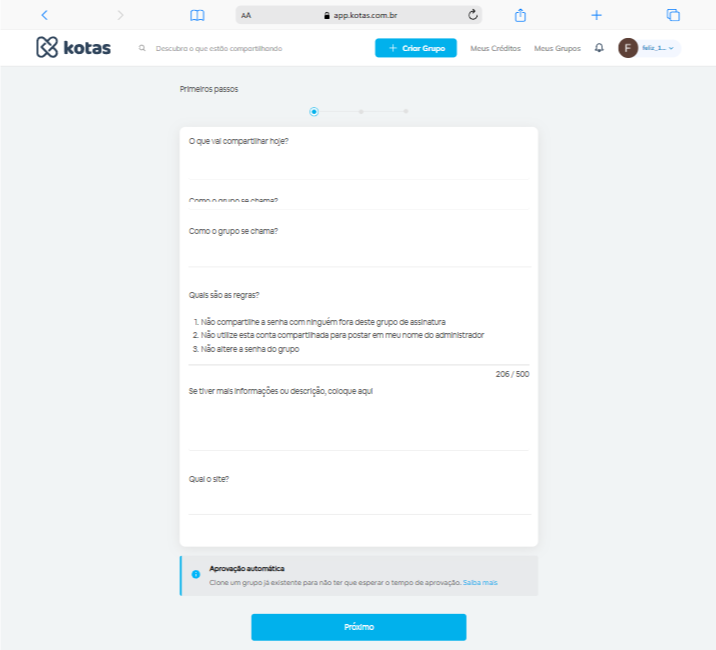 AA app.kotas.com.br
kotas Descubra o que estão compartilhando + Criar Grupo Meus Créditos Meus Grupos F feliz_1...
Primeiros passos
O que vai compartilhar hoje?
Como o grupo se chama?
Como o grupo se chama?
Quais são as regras?
1. Não compartilhe a senha com ninguém fora deste grupo de assinatura
2. Não utilize esta conta compartilhada para postar em meu nome do administrador
3. Não altere a senha do grupo
206 / 500
Se tiver mais informações ou descrição, coloque aqui
Qual o site?
Aprovação automática
Clone um grupo já existente para não ter que esperar o tempo de aprovação. Saiba mais
Próximo